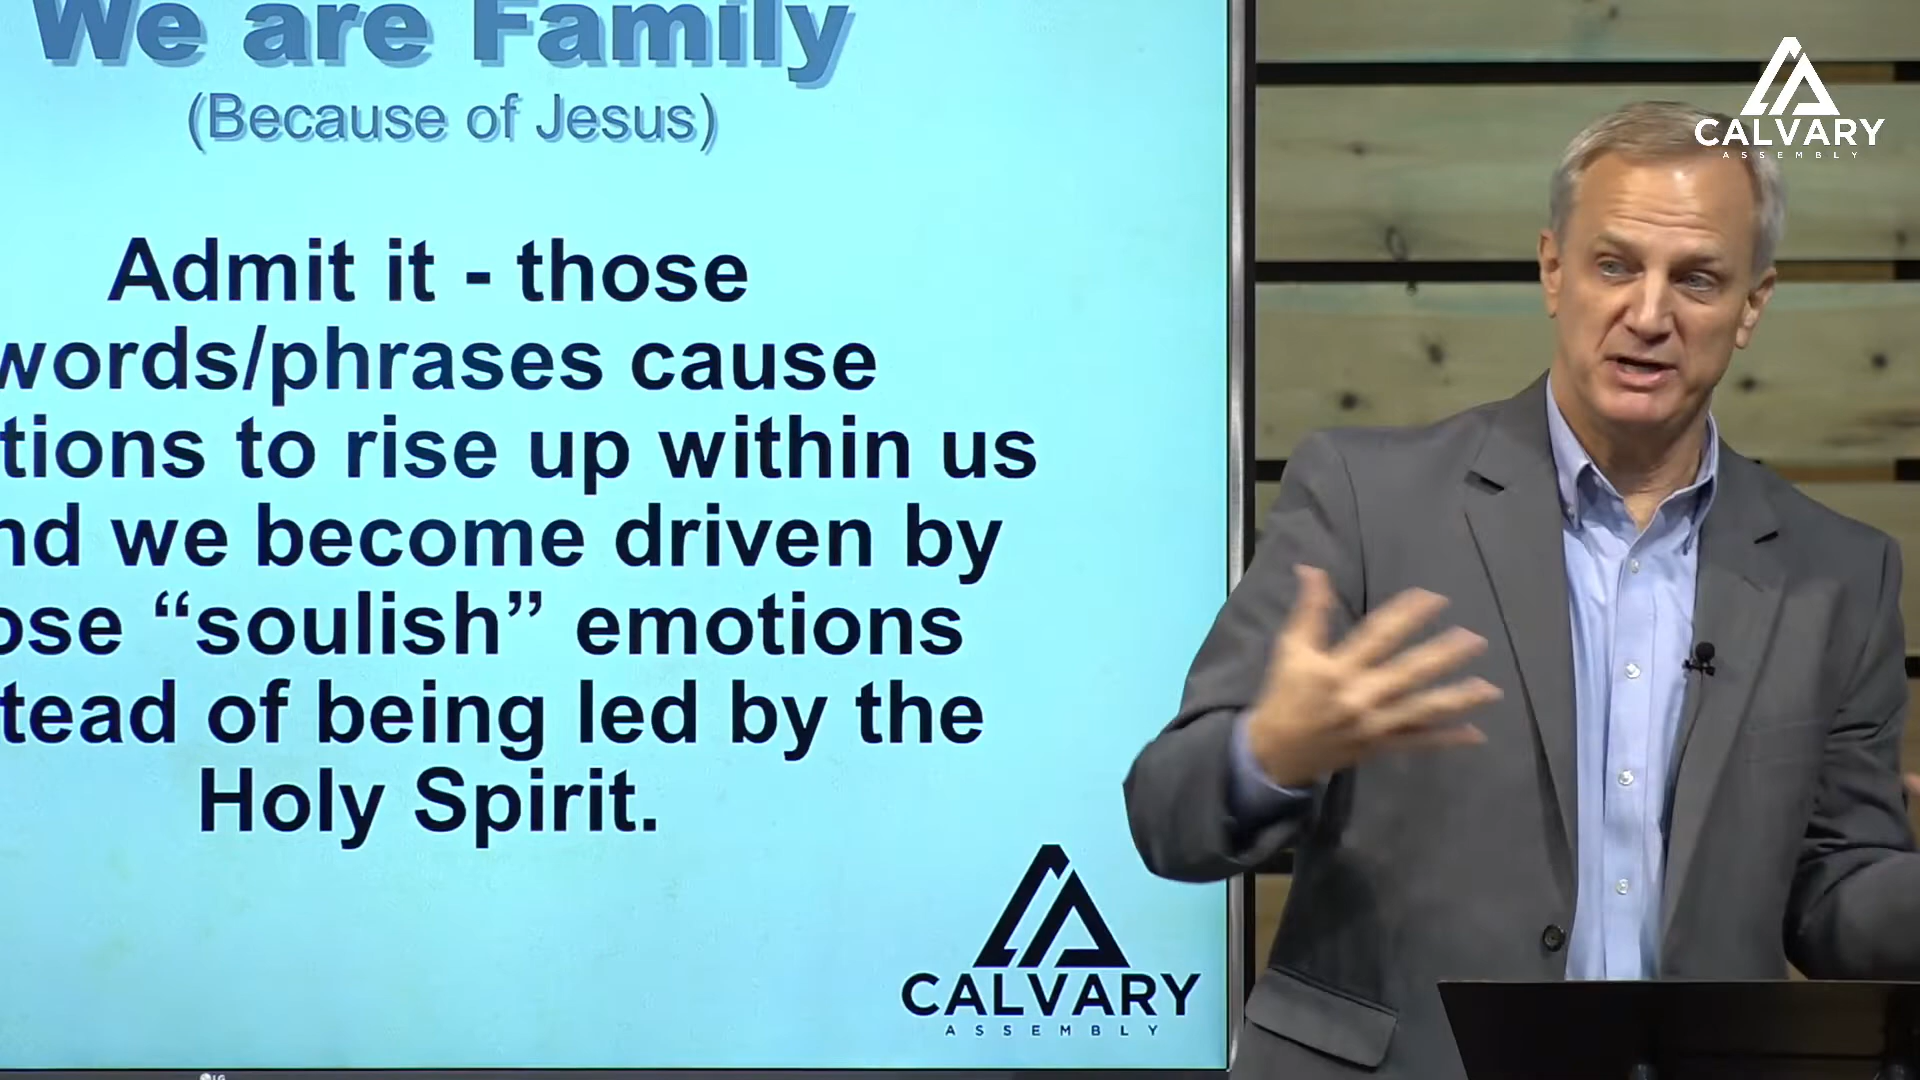 We are Family
(Because of Jesus)
Admit it - those
words/phrases cause
tions to rise up within us
nd we become driven by
ose “soulish” emotions
tead of being led by the
Holy Spirit.
CALVARY
ASSEMBLY
CALVARY
ASSEMBLY
LG